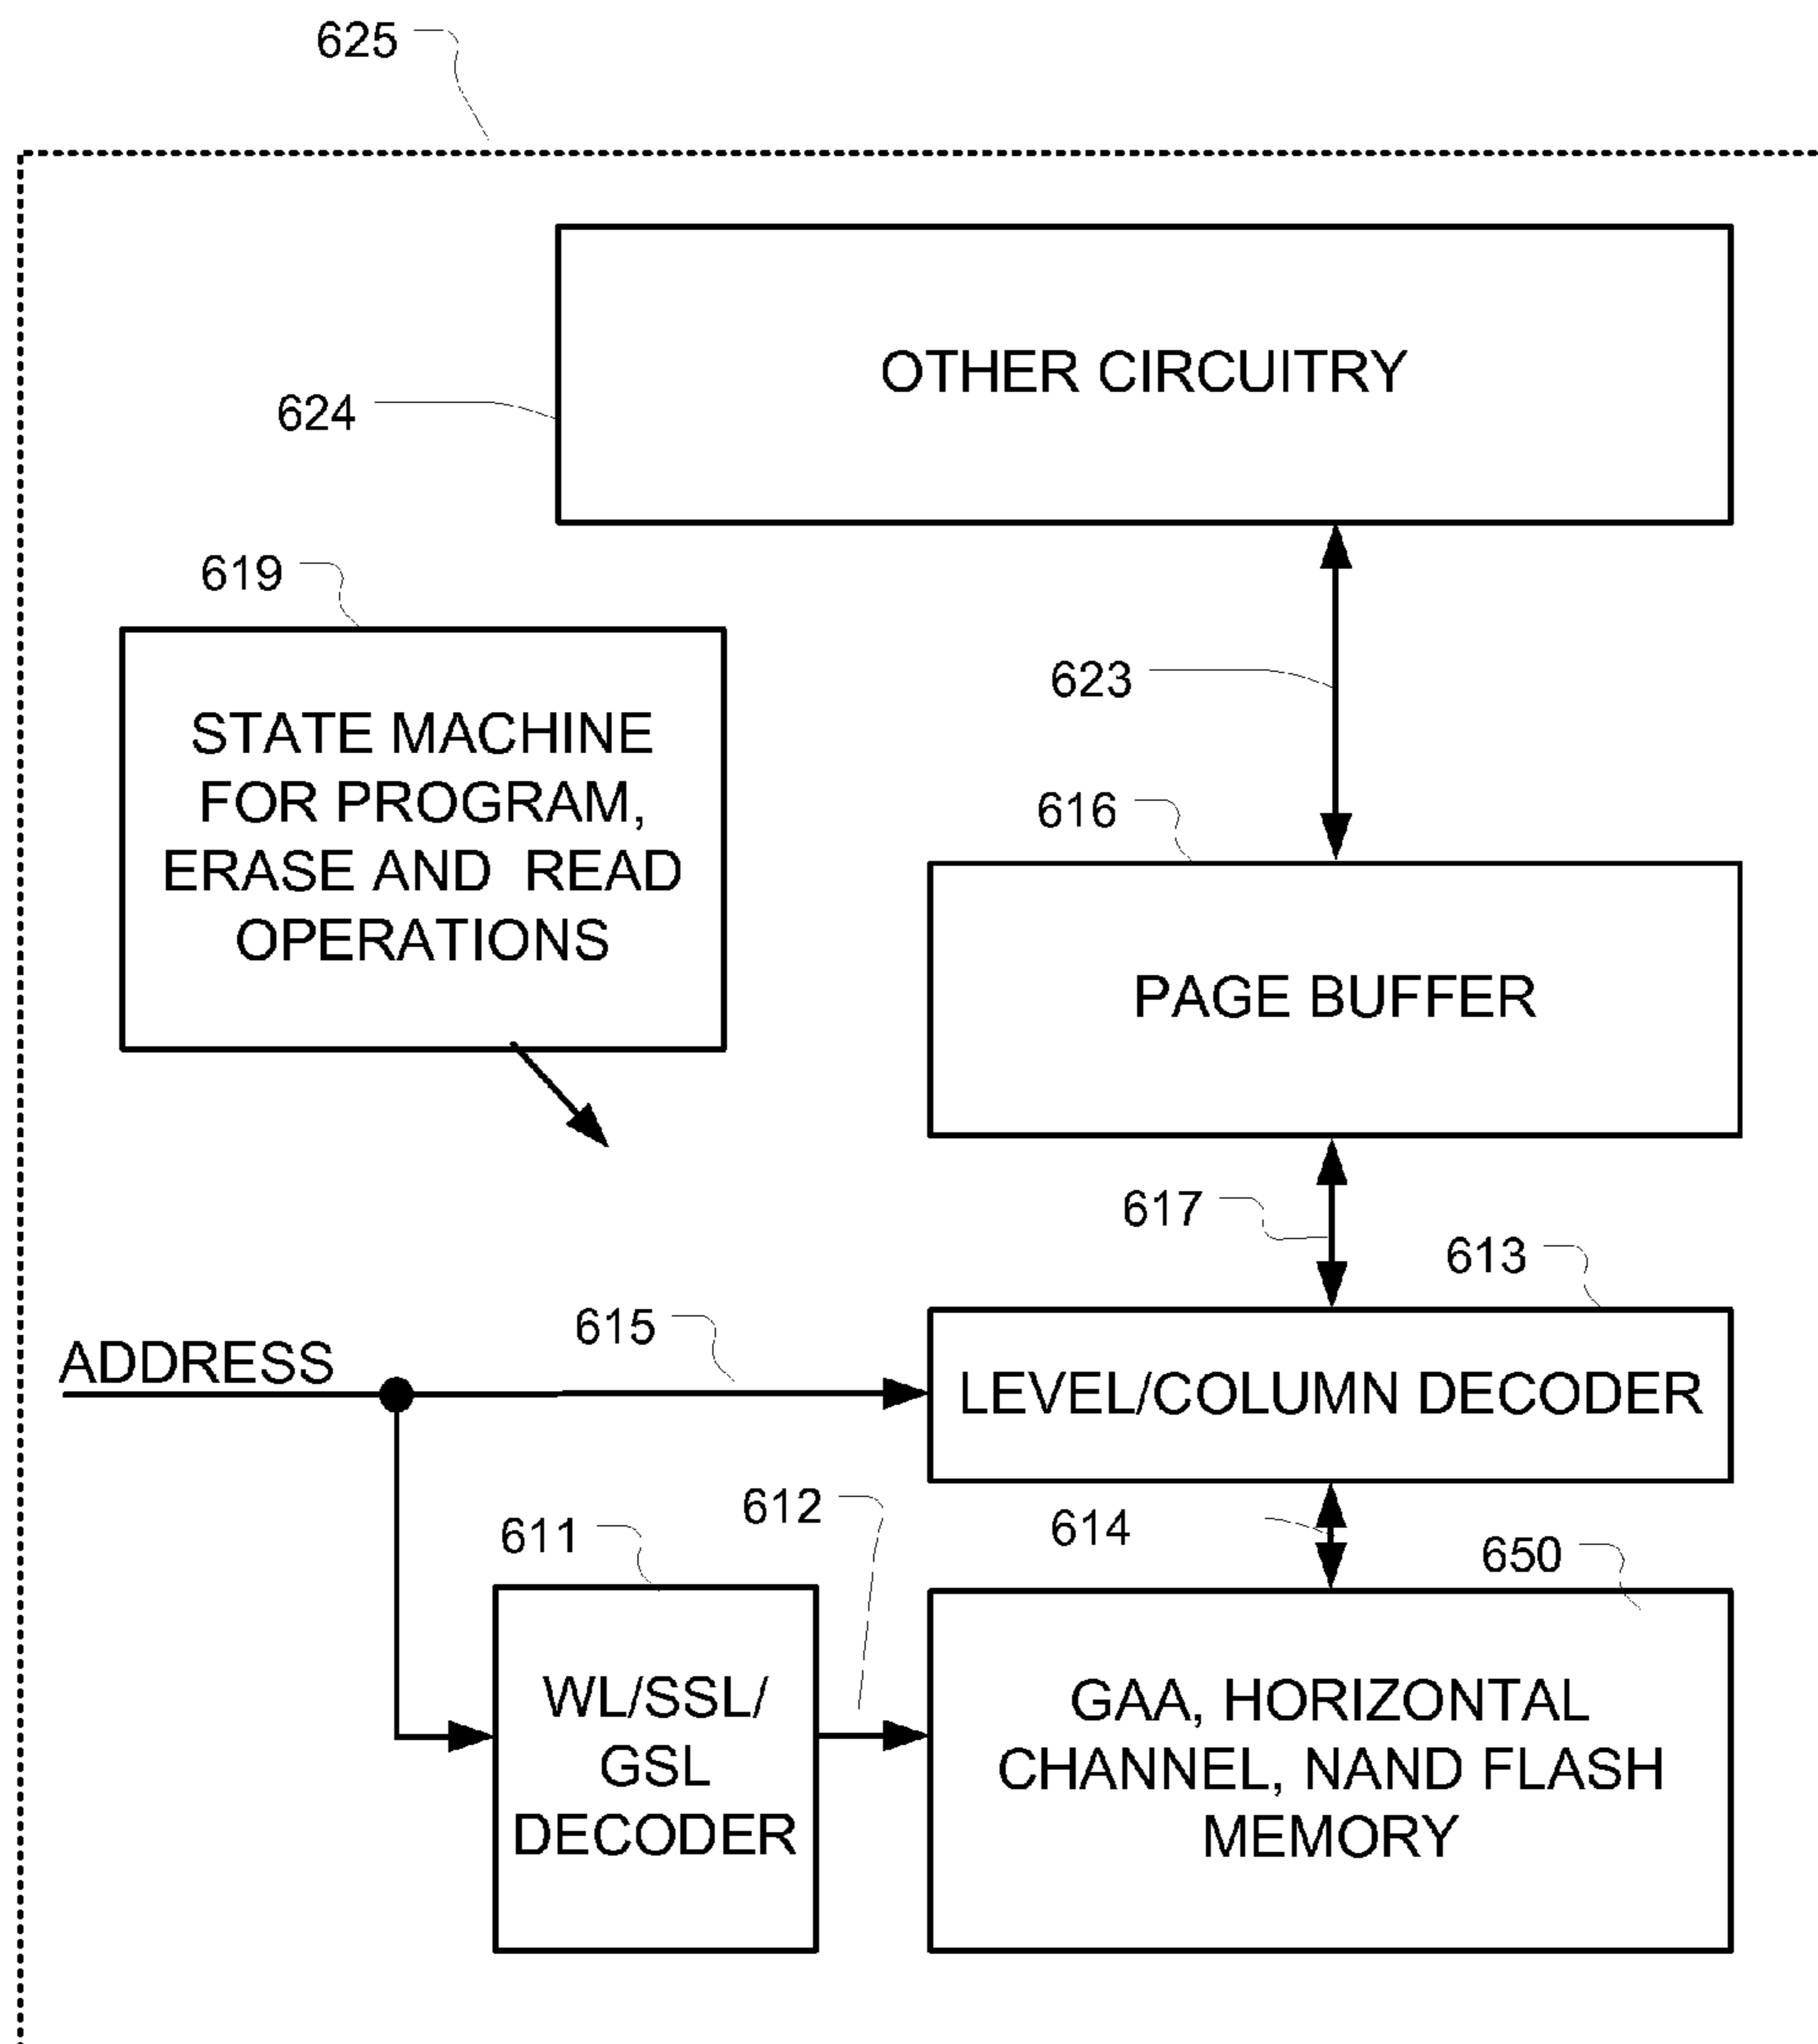 625
OTHER CIRCUITRY
624
619
STATE MACHINE
FOR PROGRAM,
ERASE AND READ
OPERATIONS
623
616
PAGE BUFFER
617
613
615
ADDRESS
LEVEL/COLUMN DECODER
612
614
611
650
WL/SSL/
GSL
DECODER
GAA, HORIZONTAL
CHANNEL, NAND FLASH
MEMORY